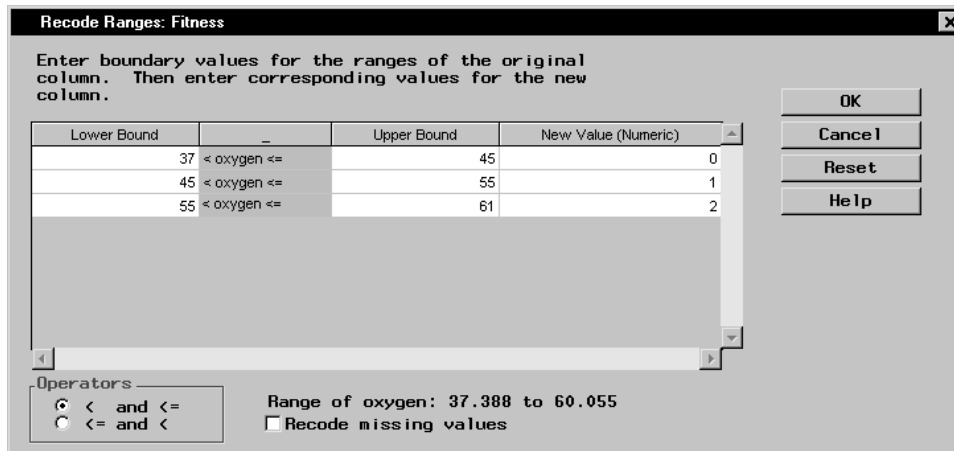 Recode Ranges: Fitness
Enter boundary values for the ranges of the original
column. Then enter corresponding values for the new
column.
OK
Cancel
Reset
Help
Lower Bound _ Upper Bound New Value (Numeric)
37 < oxygen <= 45 0
45 < oxygen <= 55 1
55 < oxygen <= 61 2
Operators
< and <=
<= and <
Range of oxygen: 37.388 to 60.055
Recode missing values